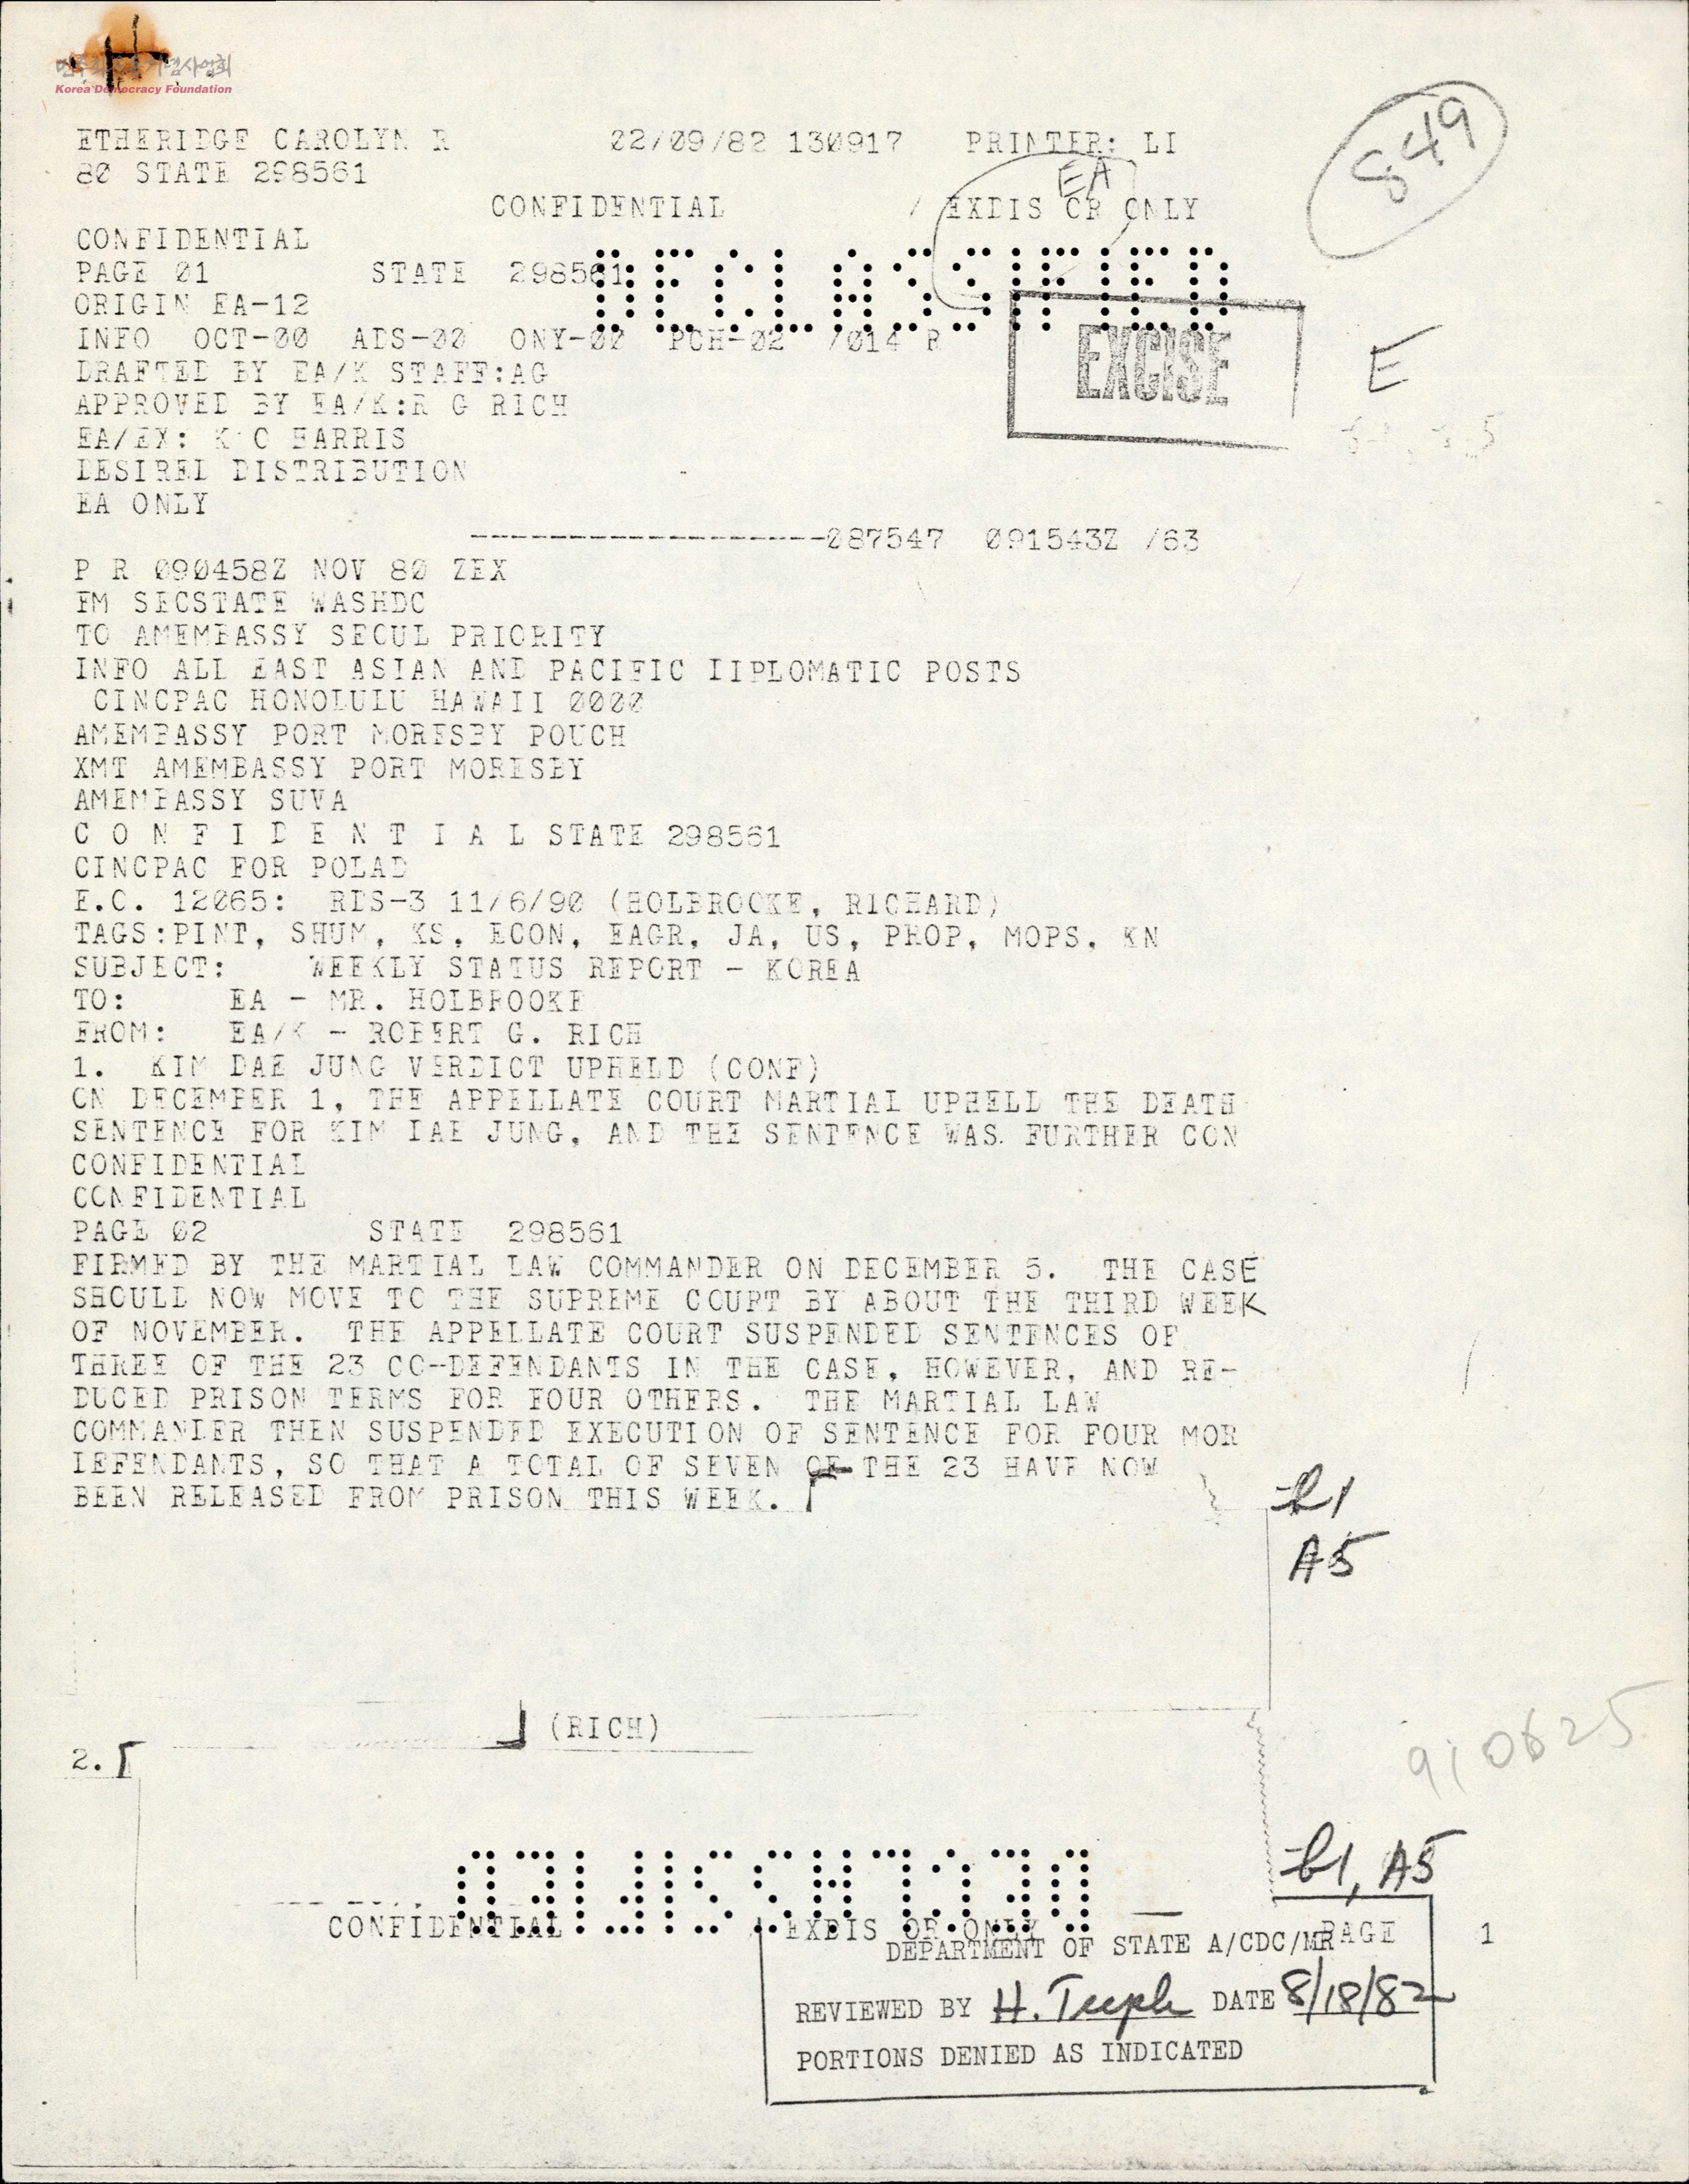 민주화운동기념사업회
Korea Democracy Foundation
849
ETHERIDGE CAROLYN R 02/09/82 130917 PRINTER: LI
80 STATE 298561
EA
CONFIDENTIAL / EXDIS OR ONLY
CONFIDENTIAL
DECLASSIFIED
PAGE 01 STATE 298561
ORIGIN EA-12
INFO OCT-00 ADS-00 ONY-00 PCH-02 /014 R
EXCISE
E
DRAFTED BY EA/K STAFF:AG
APPROVED BY EA/K:R G RICH
EA/EX: K C HARRIS
DESIRED DISTRIBUTION
EA ONLY
------------------087547 091543Z /63
P R 090458Z NOV 80 ZEX
FM SECSTATE WASHDC
TO AMEMBASSY SEOUL PRIORITY
INFO ALL EAST ASIAN AND PACIFIC DIPLOMATIC POSTS
CINCPAC HONOLULU HAWAII 0000
AMEMBASSY PORT MORESBY POUCH
XMT AMEMBASSY PORT MORESBY
AMEMBASSY SUVA
C O N F I D E N T I A L STATE 298561
CINCPAC FOR POLAD
E.O. 12065: RDS-3 11/6/90 (HOLBROOKE, RICHARD)
TAGS:PINT, SHUM, KS, ECON, EAGR, JA, US, PROP, MOPS, KN
SUBJECT: WEEKLY STATUS REPORT - KOREA
TO: EA - MR. HOLBROOKE
FROM: EA/K - ROBERT G. RICH
1. KIM DAE JUNG VERDICT UPHELD (CONF)
ON DECEMBER 1, THE APPELLATE COURT MARTIAL UPHELD THE DEATH
SENTENCE FOR KIM DAE JUNG, AND THE SENTENCE WAS FURTHER CON
CONFIDENTIAL
CONFIDENTIAL
PAGE 02 STATE 298561
FIRMED BY THE MARTIAL LAW COMMANDER ON DECEMBER 5. THE CASE
SHOULD NOW MOVE TO THE SUPREME COURT BY ABOUT THE THIRD WEEK
OF NOVEMBER. THE APPELLATE COURT SUSPENDED SENTENCES OF
THREE OF THE 23 CO-DEFENDANTS IN THE CASE, HOWEVER, AND RE-
DUCED PRISON TERMS FOR FOUR OTHERS. THE MARTIAL LAW
COMMANDER THEN SUSPENDED EXECUTION OF SENTENCE FOR FOUR MOR
DEFENDANTS, SO THAT A TOTAL OF SEVEN OF THE 23 HAVE NOW
BEEN RELEASED FROM PRISON THIS WEEK.
b1
A5
(RICH)
2.
910625
b1, A5
DECLASSIFIED
CONFIDENTIAL EXDIS OR ONLY PAGE 1
DEPARTMENT OF STATE A/CDC/MR
REVIEWED BY H. DATE 8/18/82
PORTIONS DENIED AS INDICATED